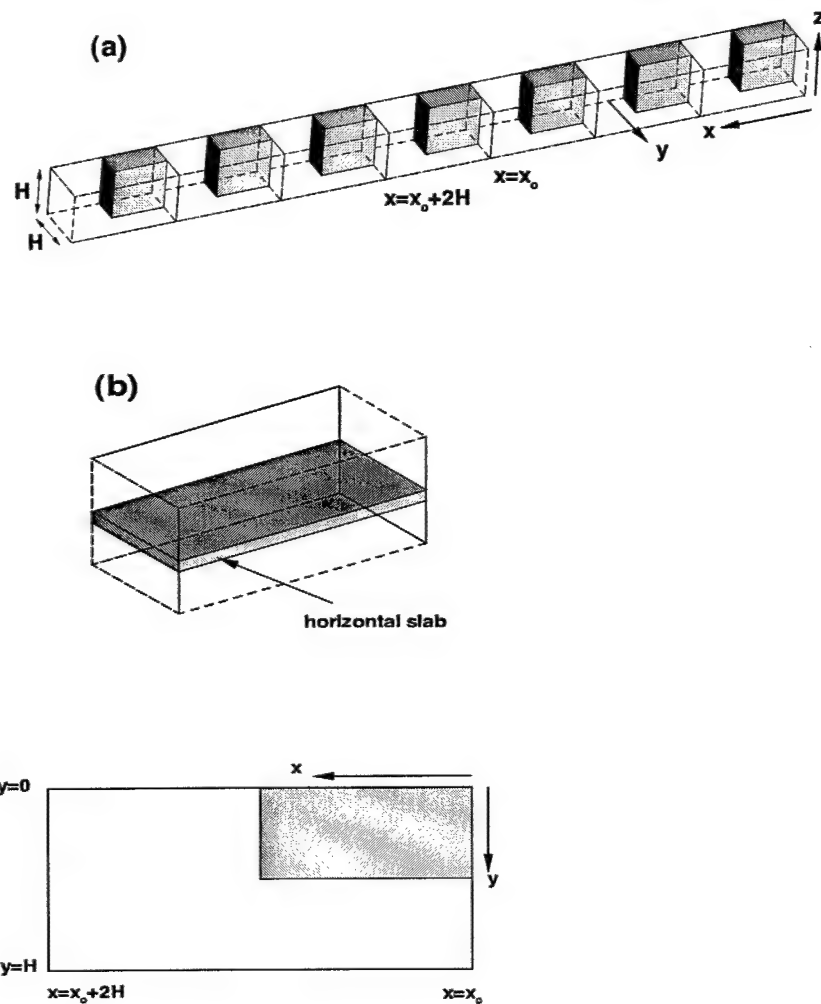 (a)
z
x
y
x=x₀
x=x₀+2H
H
H
(b)
horizontal slab
x
y=0
y
y=H
x=x₀+2H
x=x₀